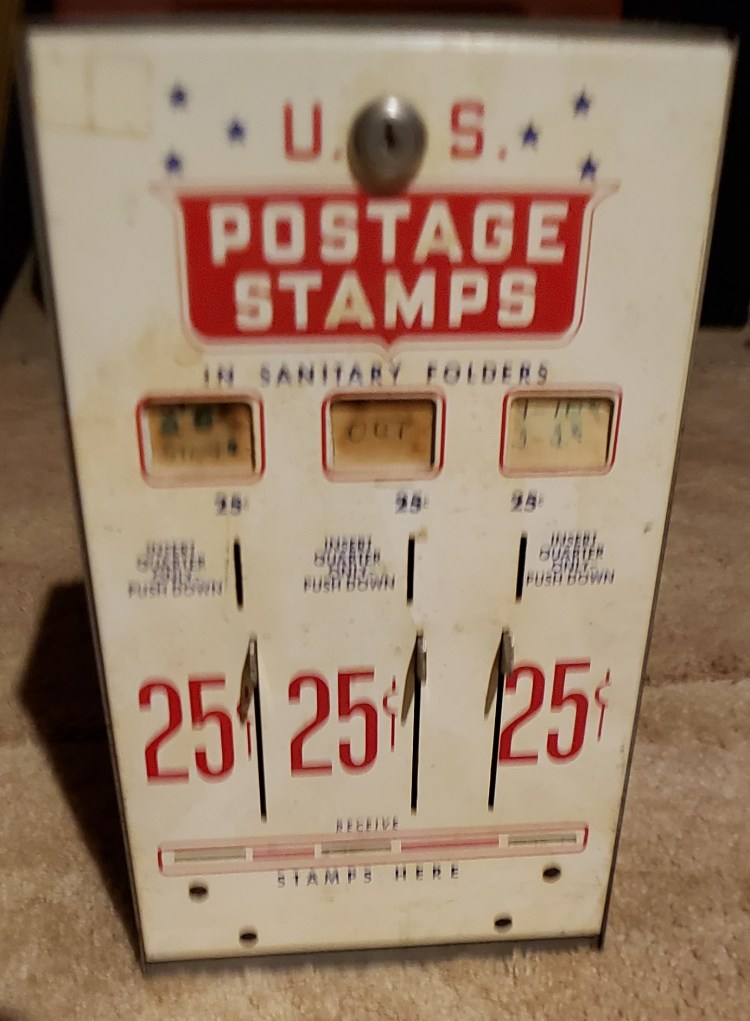 U. S.
POSTAGE
STAMPS
IN SANITARY FOLDERS
OUT
25¢ 25¢ 25¢
INSERT
QUARTER
ONLY-
PUSH DOWN
INSERT
QUARTER
ONLY-
PUSH DOWN
INSERT
QUARTER
ONLY-
PUSH DOWN
25¢ 25¢ 25¢
RECEIVE
STAMPS HERE